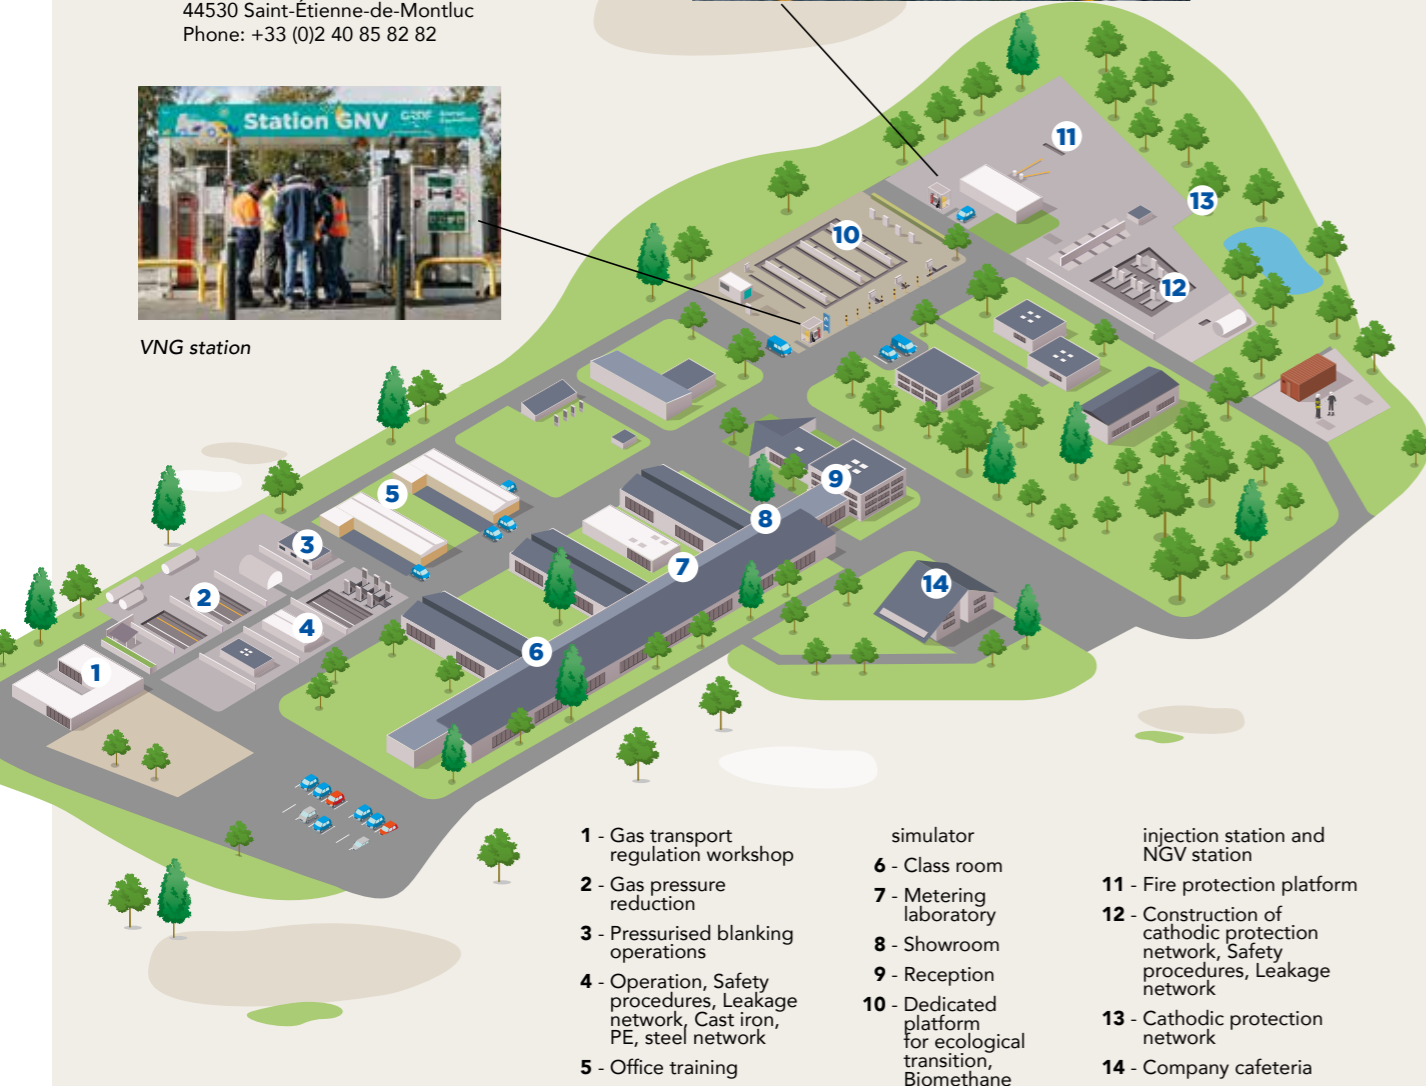 44530 Saint-Étienne-de-Montluc
Phone: +33 (0)2 40 85 82 82
Station GNV
GRDF
VNG station
11
13
10
12
5
9
8
3
7
14
2
4
6
1
1 - Gas transport
regulation workshop
2 - Gas pressure
reduction
3 - Pressurised blanking
operations
4 - Operation, Safety
procedures, Leakage
network, Cast iron,
PE, steel network
5 - Office training
simulator
6 - Class room
7 - Metering
laboratory
8 - Showroom
9 - Reception
10 - Dedicated
platform
for ecological
transition,
Biomethane
injection station and
NGV station
11 - Fire protection platform
12 - Construction of
cathodic protection
network, Safety
procedures, Leakage
network
13 - Cathodic protection
network
14 - Company cafeteria